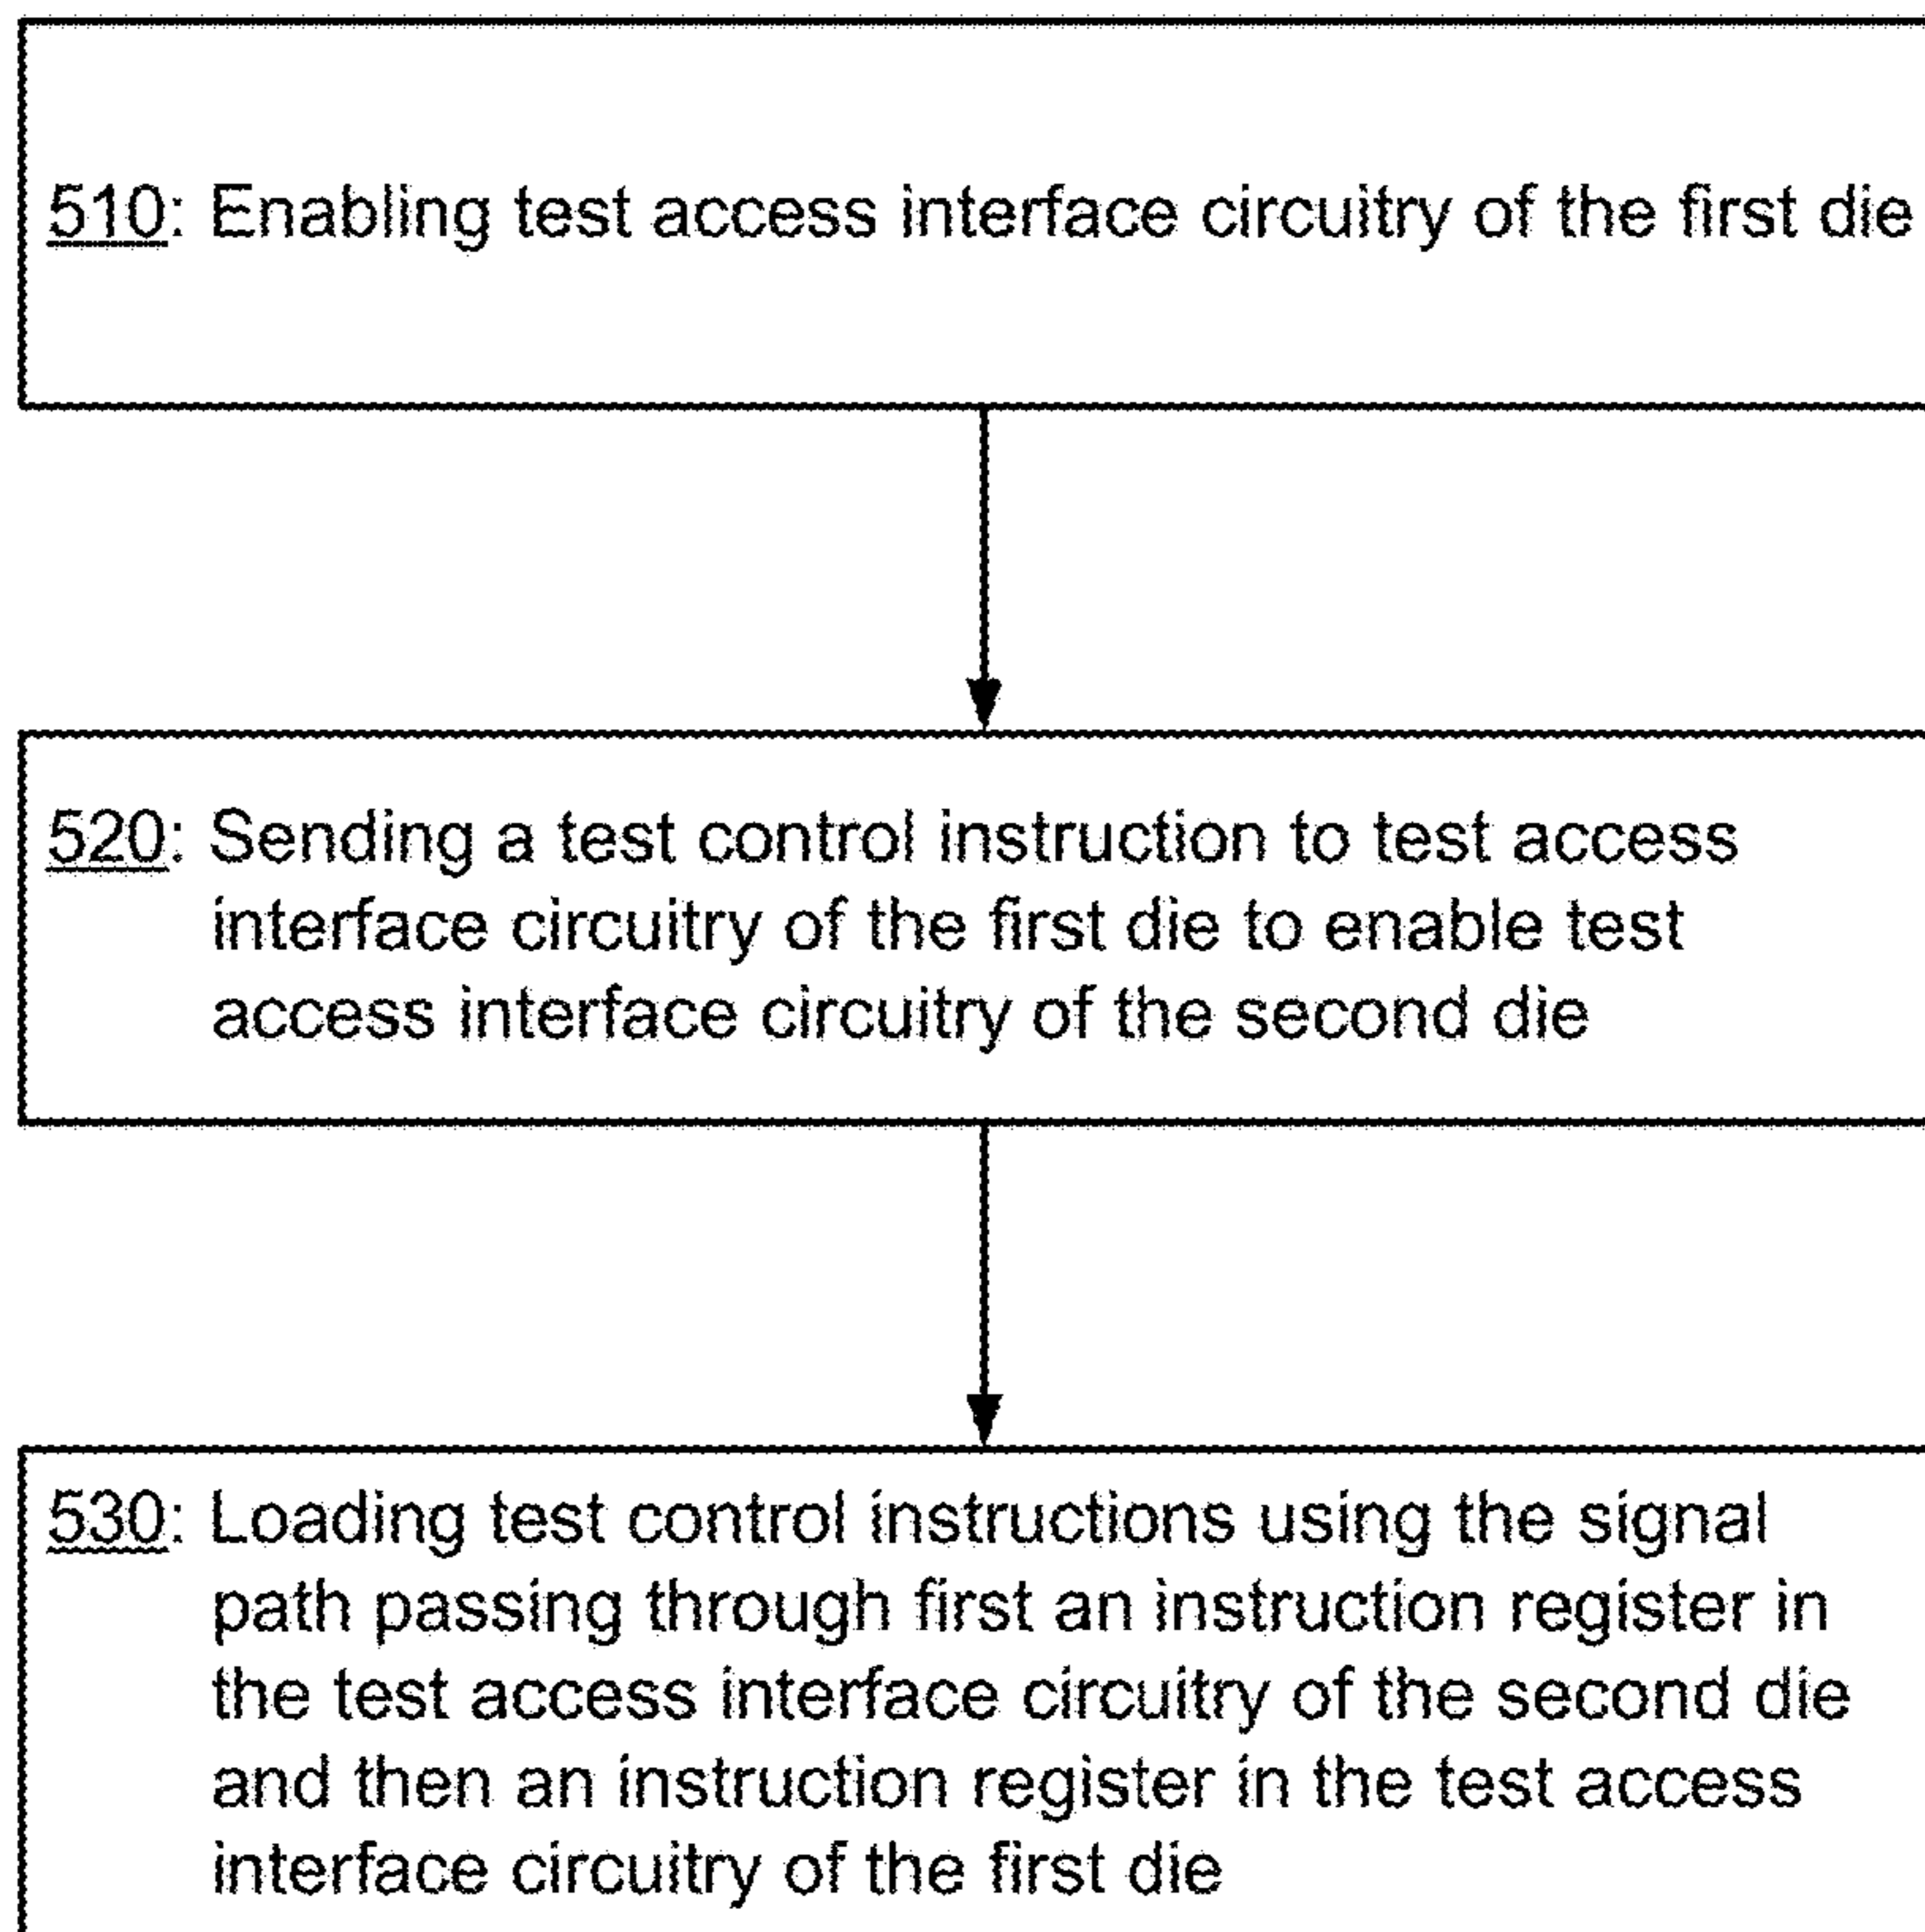 510: Enabling test access interface circuitry of the first die
520: Sending a test control instruction to test access
interface circuitry of the first die to enable test
access interface circuitry of the second die
530: Loading test control instructions using the signal
path passing through first an instruction register in
the test access interface circuitry of the second die
and then an instruction register in the test access
interface circuitry of the first die